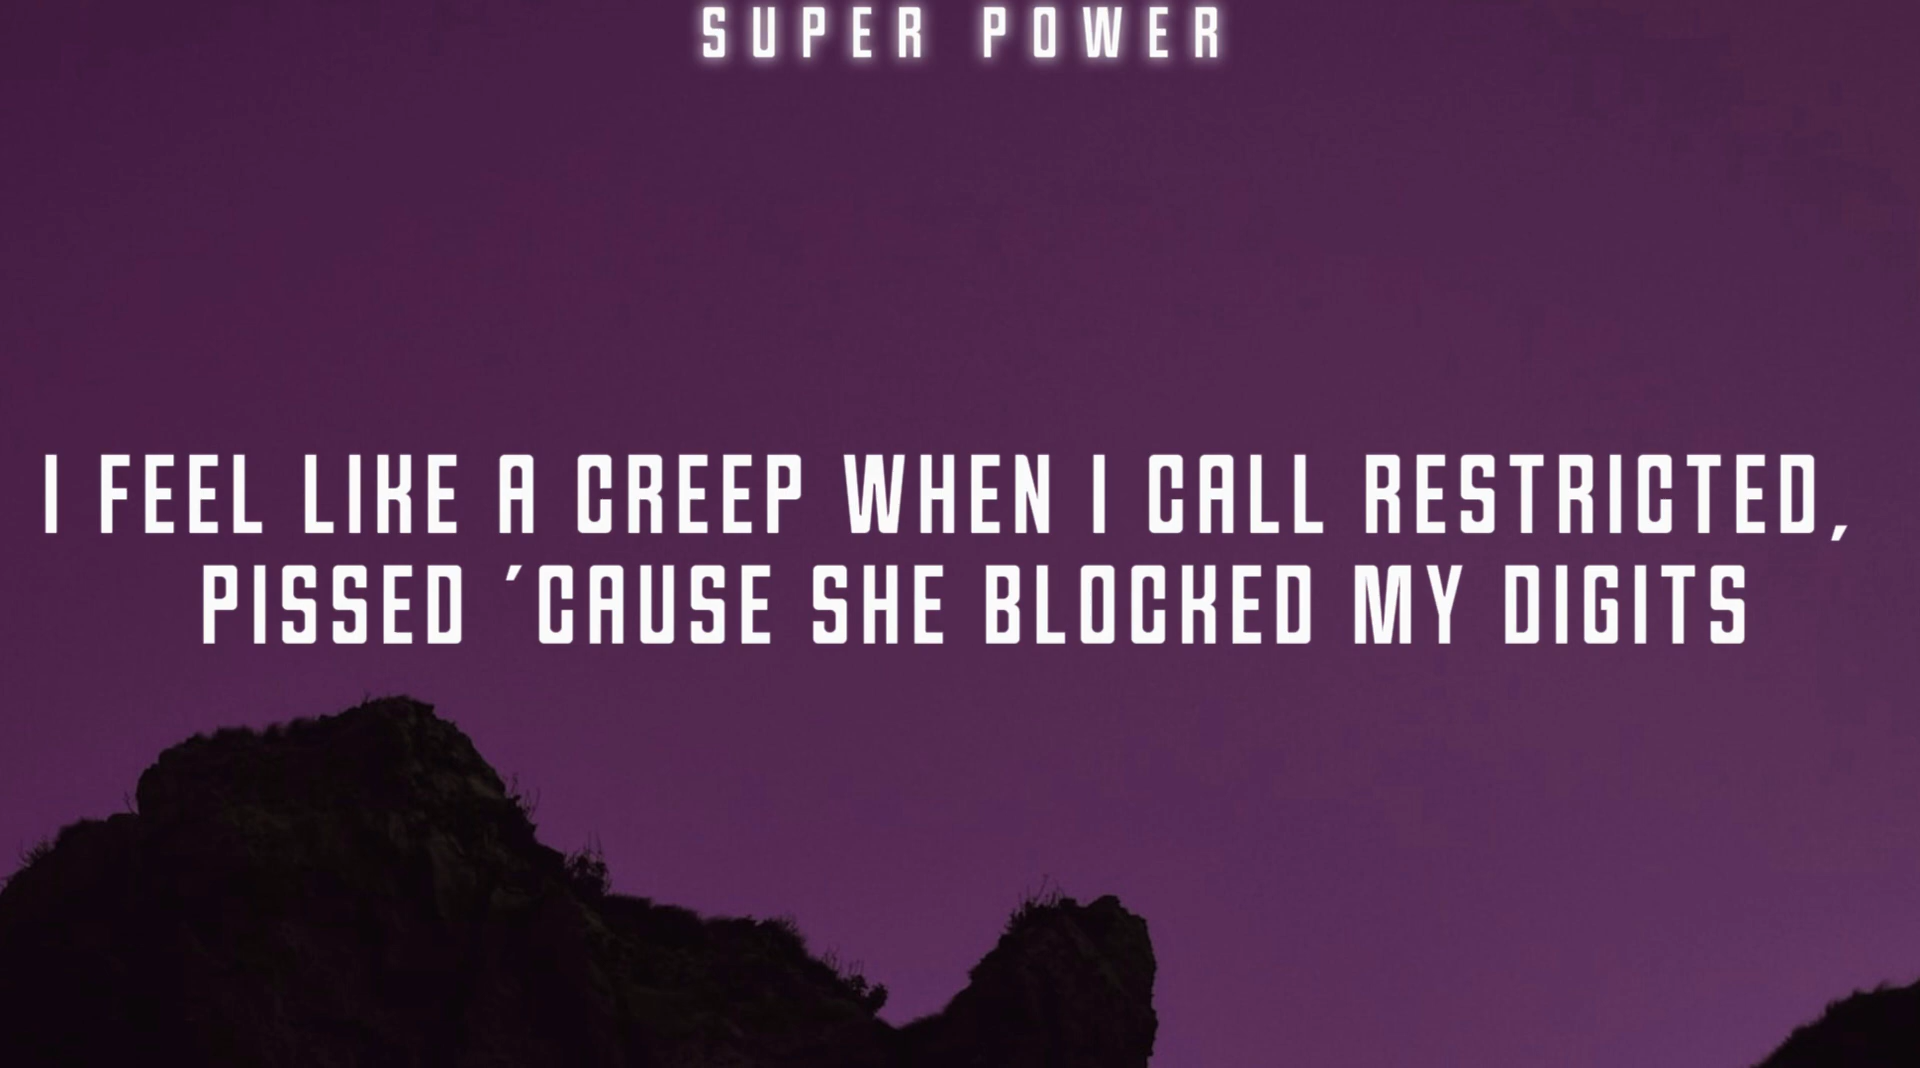 SUPER POWER
I FEEL LIKE A CREEP WHEN I CALL RESTRICTED,
PISSED 'CAUSE SHE BLOCKED MY DIGITS